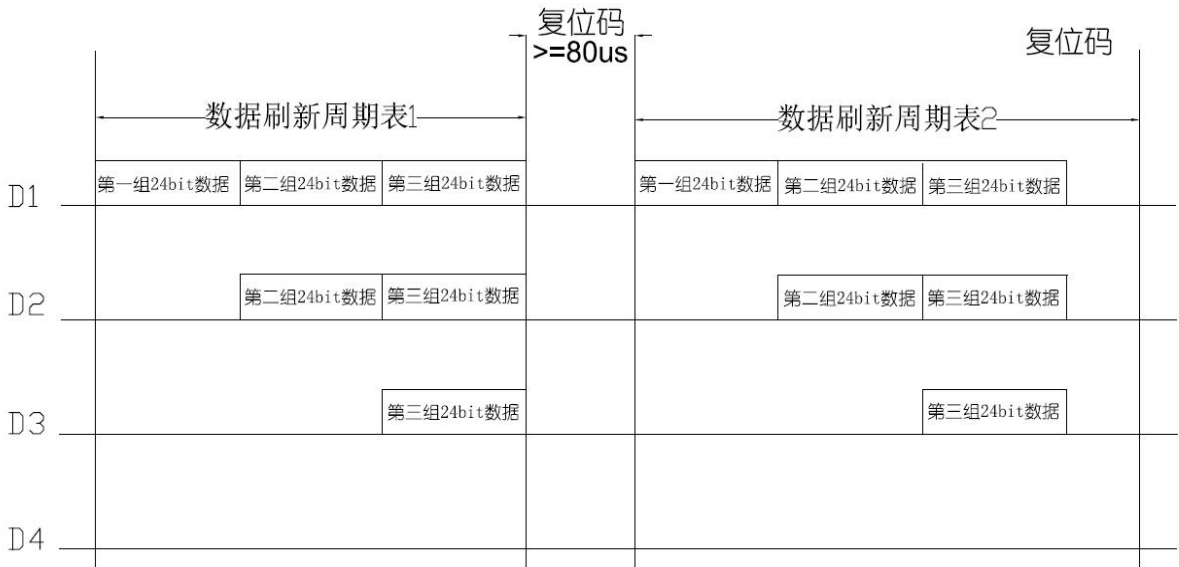 复位码
>=80us
复位码
数据刷新周期表1
数据刷新周期表2
D1
第一组24bit数据
第二组24bit数据
第三组24bit数据
第一组24bit数据
第二组24bit数据
第三组24bit数据
D2
第二组24bit数据
第三组24bit数据
第二组24bit数据
第三组24bit数据
D3
第三组24bit数据
第三组24bit数据
D4